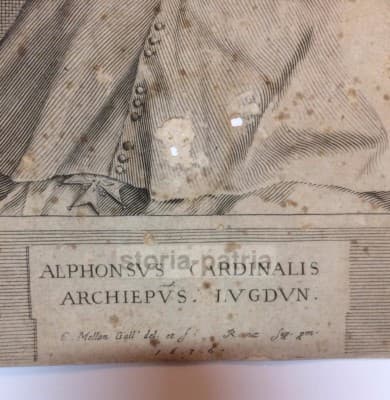 storia-patria
ALPHONSVS CARDINALIS
ARCHIEPVS. LVGDVN.
Mellan Gall' del. et f.